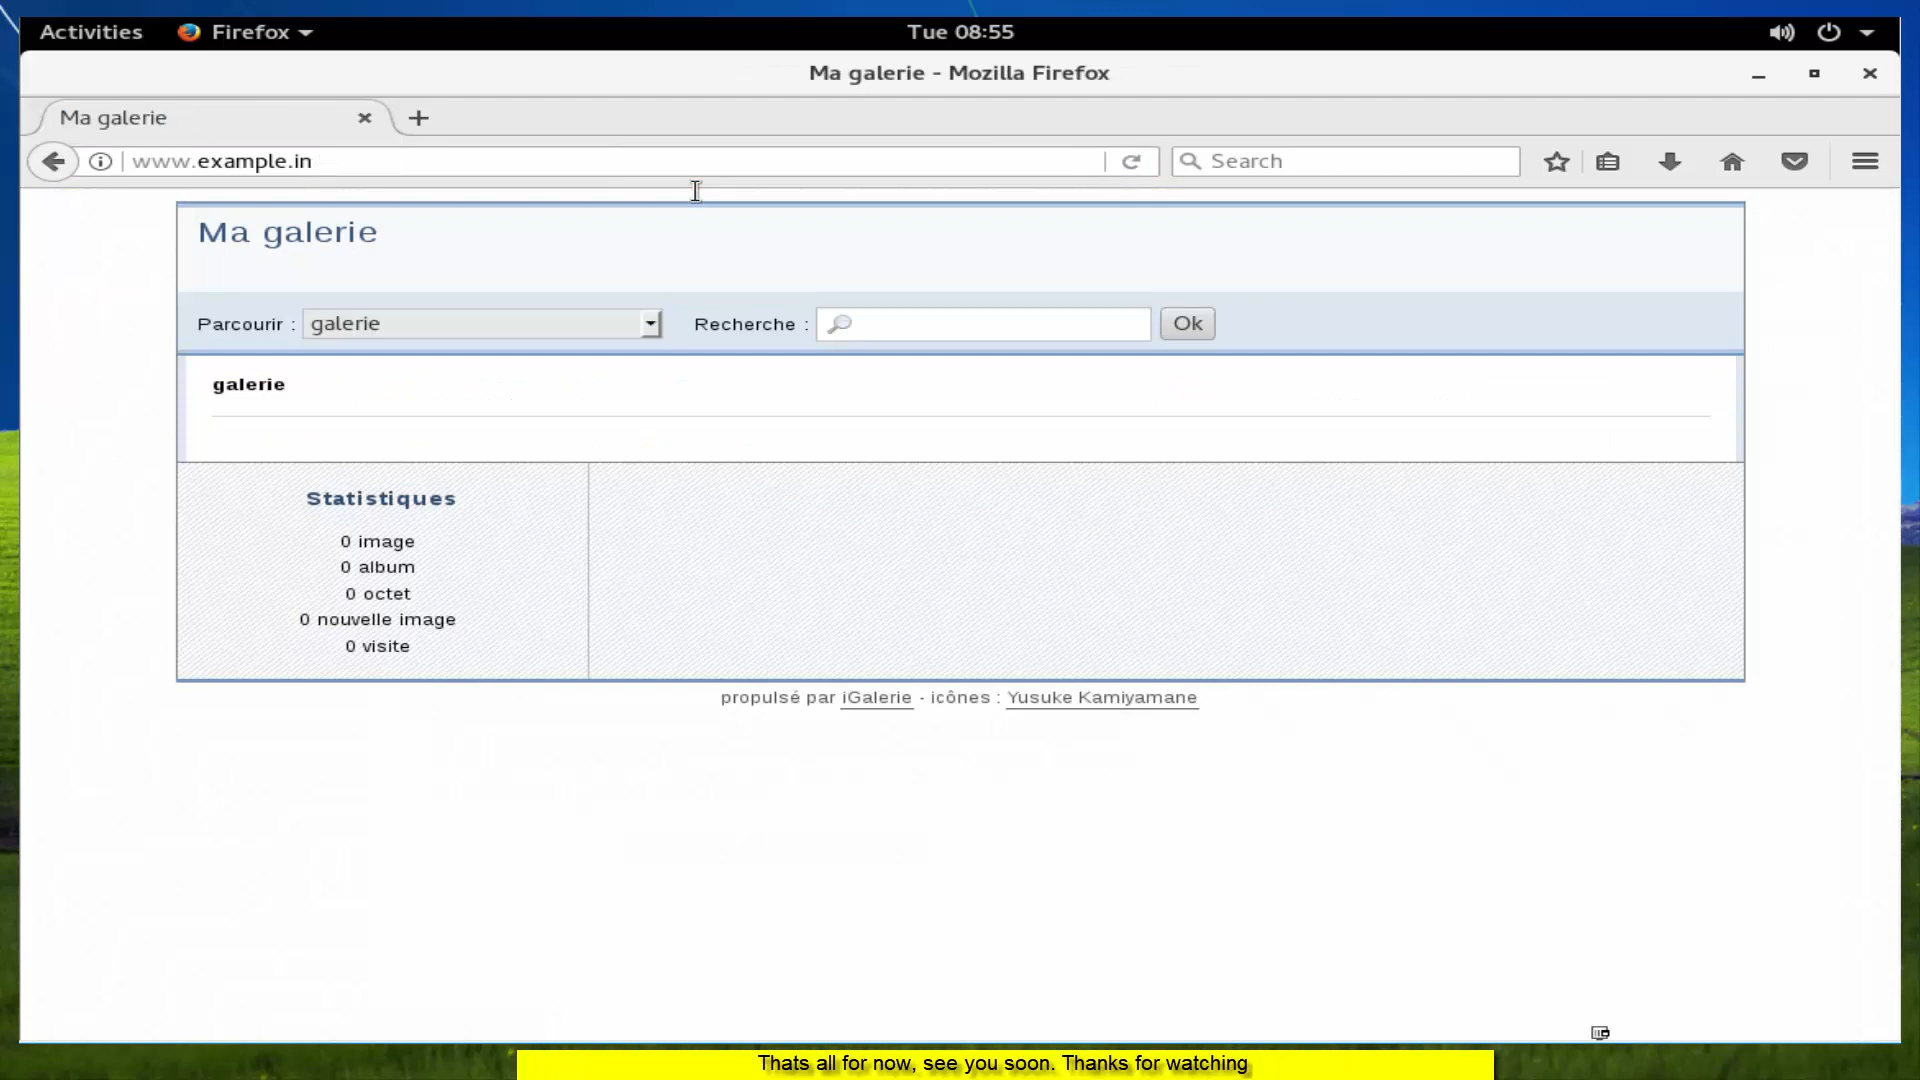 Activities Firefox Tue 08:55
Ma galerie - Mozilla Firefox
Ma galerie
www.example.in Search
Ma galerie
Parcourir : galerie Recherche : Ok
galerie
Statistiques
0 image
0 album
0 octet
0 nouvelle image
0 visite
propulsé par iGalerie - icônes : Yusuke Kamiyamane
Thats all for now, see you soon. Thanks for watching